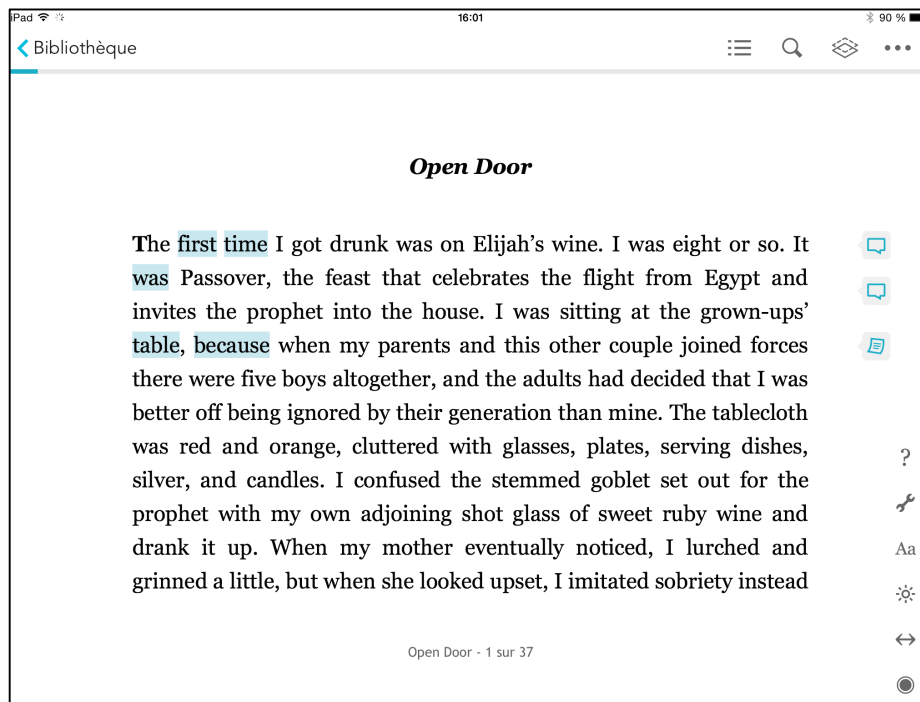 iPad 16:01 90 %
Bibliothèque
Open Door
The first time I got drunk was on Elijah’s wine. I was eight or so. It
was Passover, the feast that celebrates the flight from Egypt and
invites the prophet into the house. I was sitting at the grown-ups’
table, because when my parents and this other couple joined forces
there were five boys altogether, and the adults had decided that I was
better off being ignored by their generation than mine. The tablecloth
was red and orange, cluttered with glasses, plates, serving dishes,
silver, and candles. I confused the stemmed goblet set out for the
prophet with my own adjoining shot glass of sweet ruby wine and
drank it up. When my mother eventually noticed, I lurched and
grinned a little, but when she looked upset, I imitated sobriety instead
?
Aa
Open Door - 1 sur 37